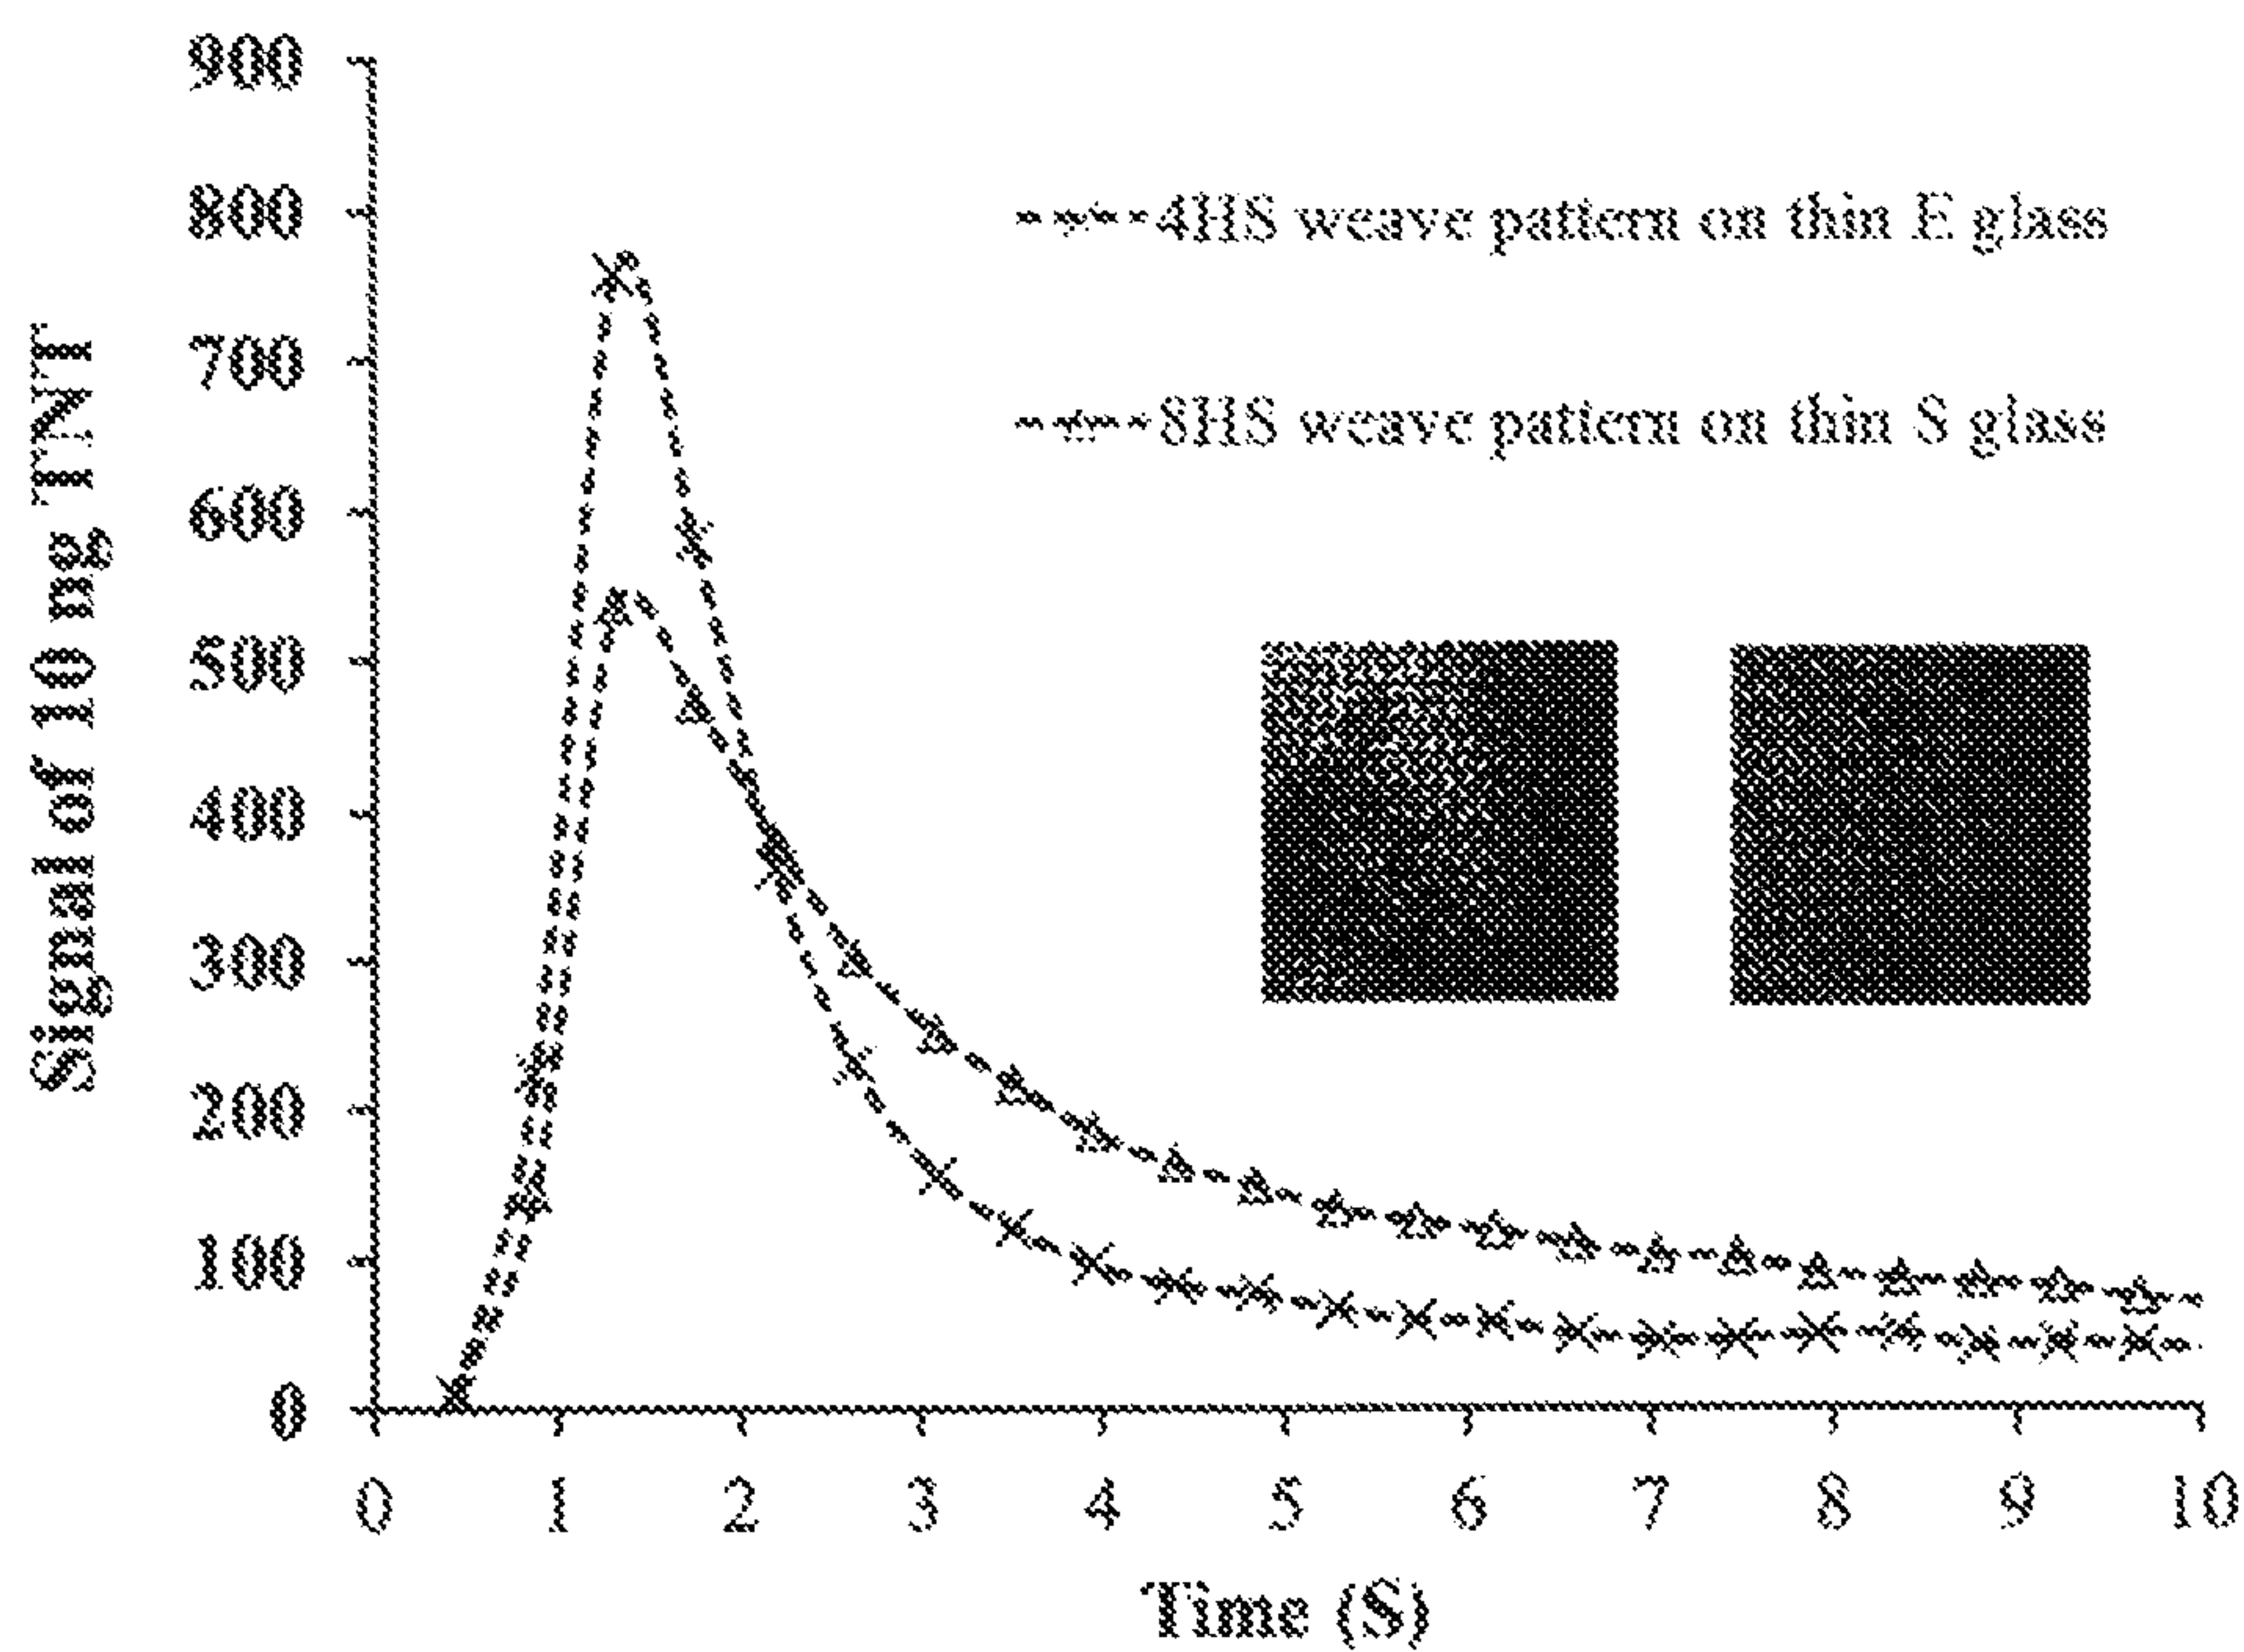 900
800
700
600
500
400
300
200
100
0
Signal of 10 ng TNT
4HS weave pattern on thin E glass
8HS weave pattern on thin S glass
0 1 2 3 4 5 6 7 8 9 10
Time (S)